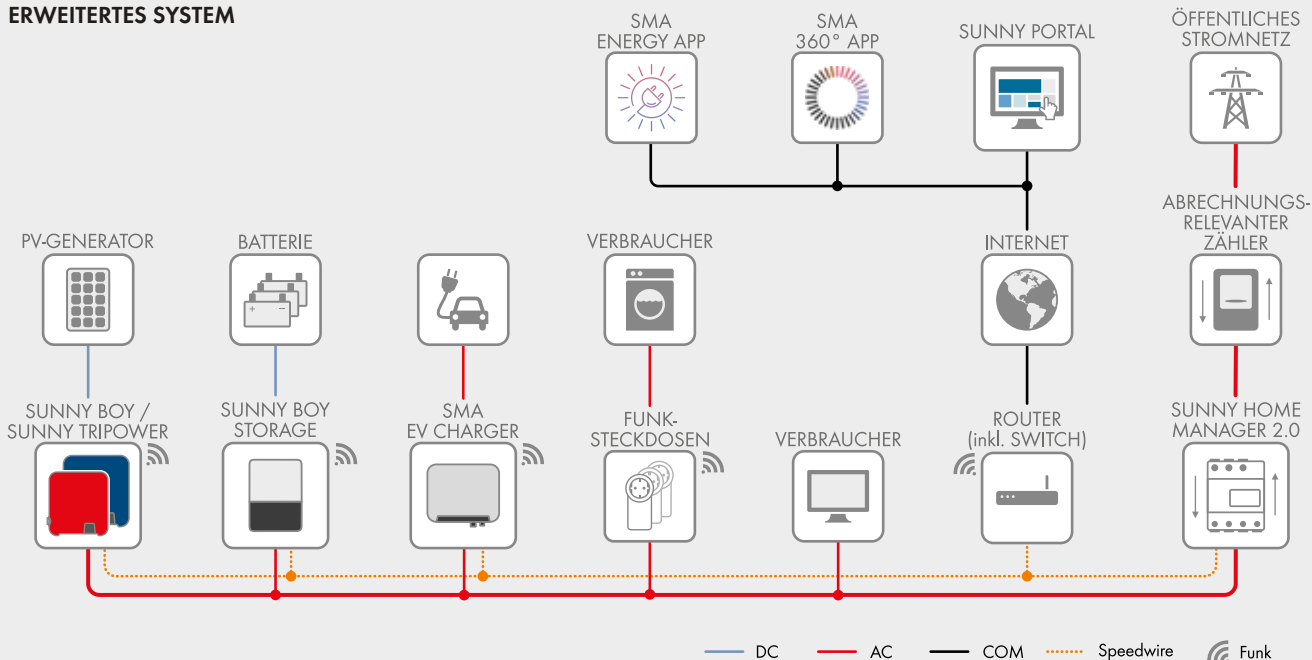 ERWEITERTES SYSTEM
SMA
ENERGY APP
SMA
360° APP
SUNNY PORTAL
ÖFFENTLICHES
STROMNETZ
PV-GENERATOR
BATTERIE
VERBRAUCHER
INTERNET
ABRECHNUNGS-
RELEVANTER
ZÄHLER
SUNNY BOY /
SUNNY TRIPOWER
SUNNY BOY
STORAGE
SMA
EV CHARGER
FUNK-
STECKDOSEN
VERBRAUCHER
ROUTER
(inkl. SWITCH)
SUNNY HOME
MANAGER 2.0
DC
AC
COM
Speedwire
Funk